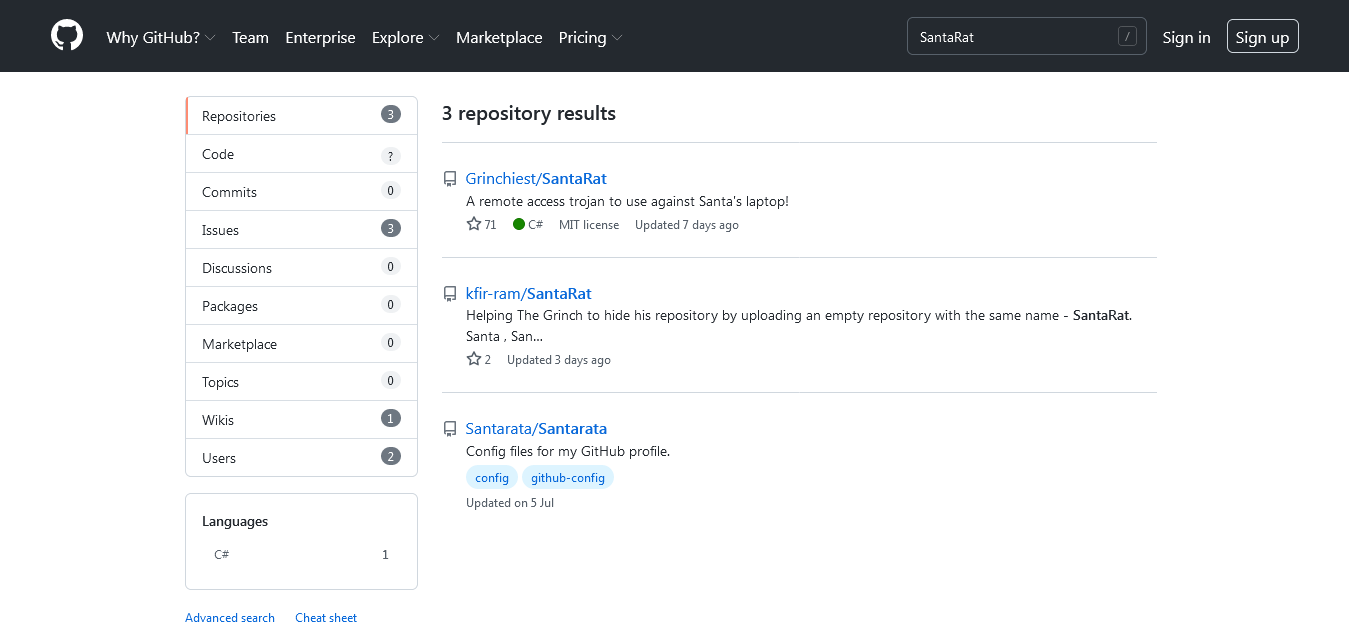 Why GitHub? Team Enterprise Explore Marketplace Pricing SantaRat / Sign in Sign up
Repositories 3
Code ?
Commits 0
Issues 3
Discussions 0
Packages 0
Marketplace 0
Topics 0
Wikis 1
Users 2
Languages
C# 1
Advanced search Cheat sheet
3 repository results
Grinchiest/SantaRat
A remote access trojan to use against Santa's laptop!
71 C# MIT license Updated 7 days ago
kfir-ram/SantaRat
Helping The Grinch to hide his repository by uploading an empty repository with the same name - SantaRat.
Santa , San...
2 Updated 3 days ago
Santarata/Santarata
Config files for my GitHub profile.
config github-config
Updated on 5 Jul